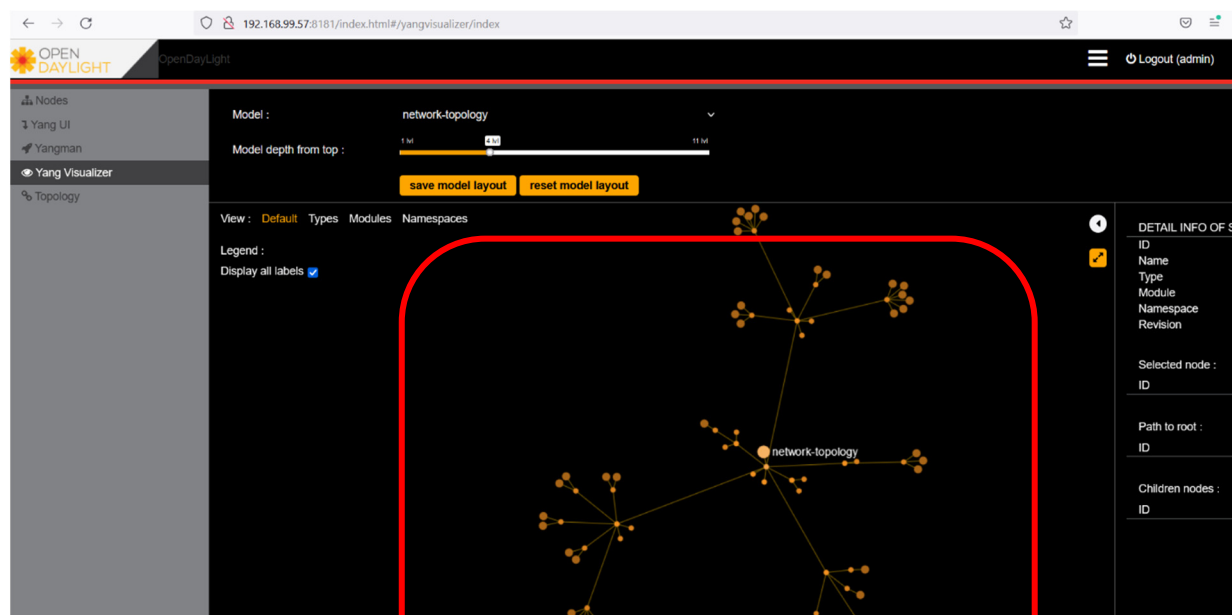 192.168.99.57:8181/index.html#/yangvisualizer/index
OPEN
DAYLIGHT
OpenDayLight
Logout (admin)
Nodes
Yang UI
Yangman
Yang Visualizer
Topology
Model :
network-topology
Model depth from top :
1 lvl
4 lvl
11 lvl
save model layout
reset model layout
View : Default Types Modules Namespaces
Legend :
Display all labels
network-topology
DETAIL INFO OF S
ID
Name
Type
Module
Namespace
Revision
Selected node :
ID
Path to root :
ID
Children nodes :
ID